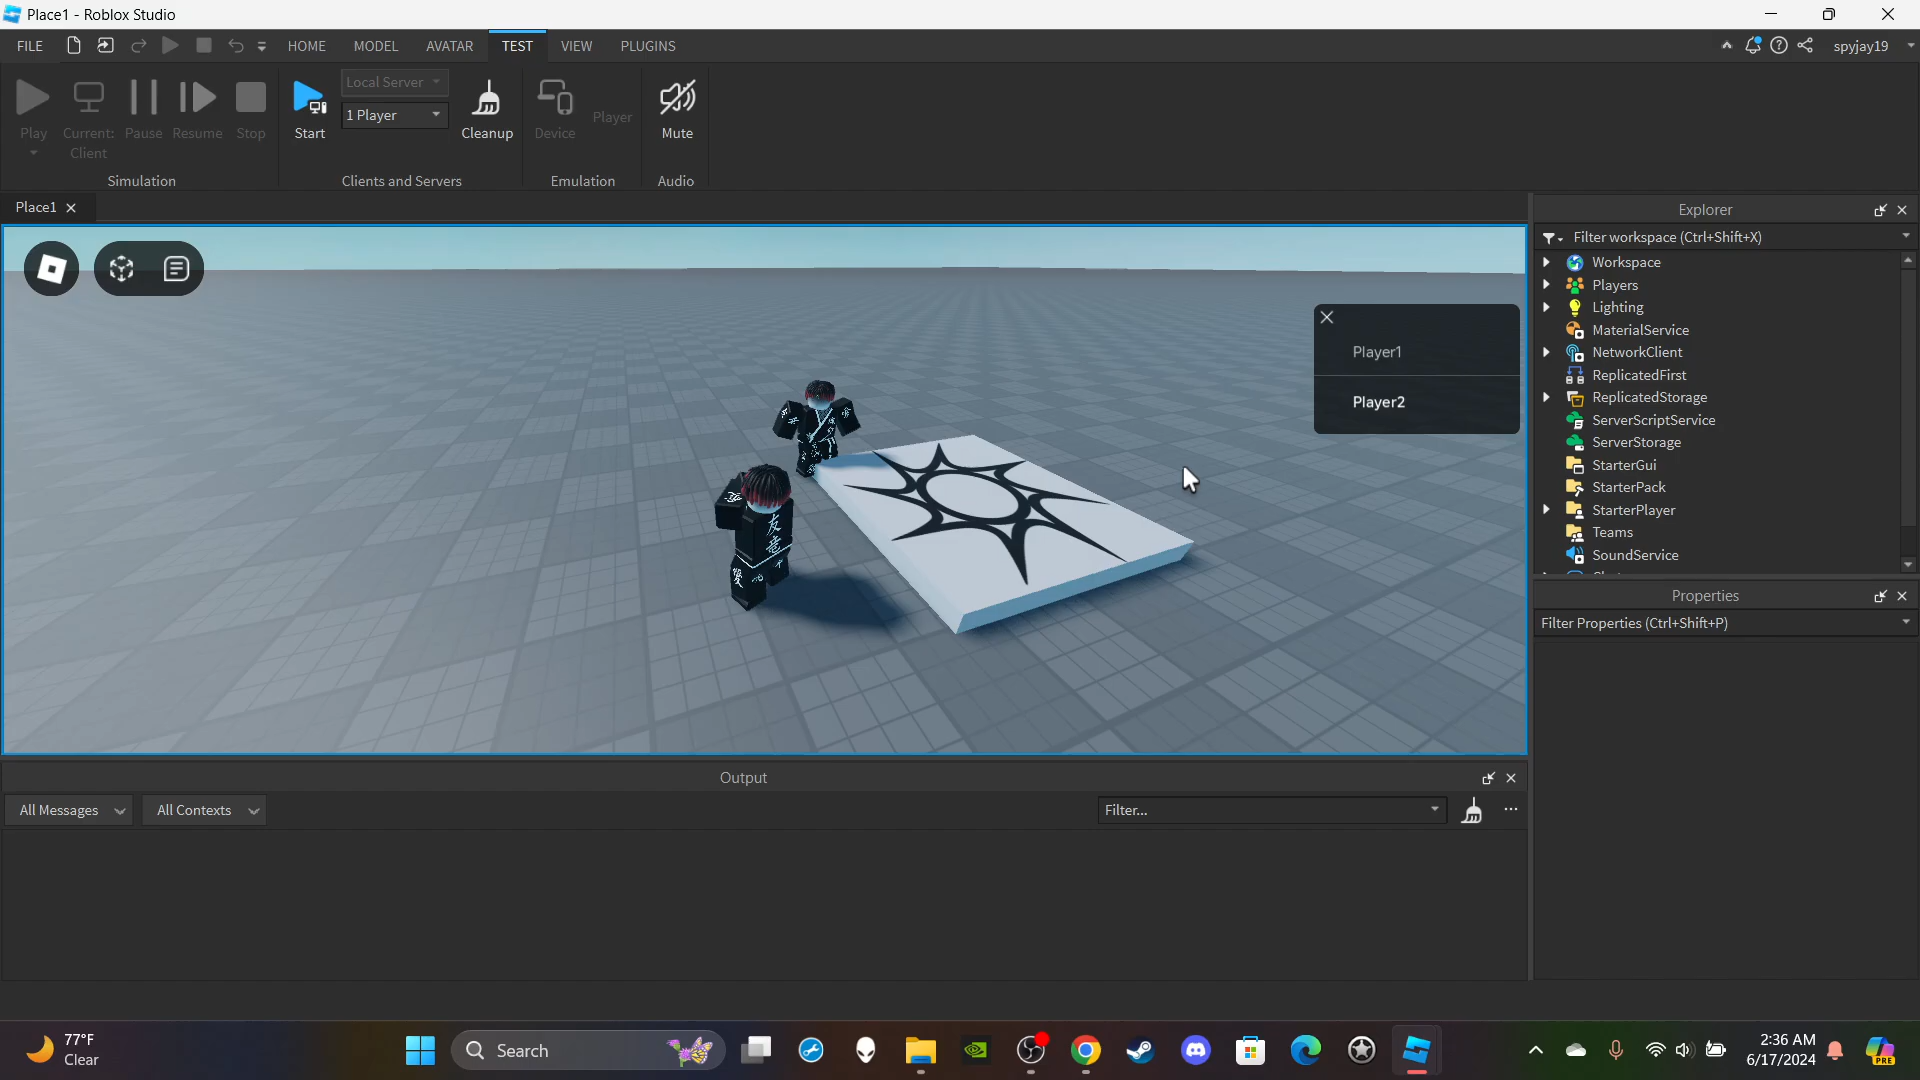 Place1 - Roblox Studio
FILE
HOME
MODEL
AVATAR
TEST
VIEW
PLUGINS
spyjay19
Play
Current:
Client
Pause
Resume
Stop
Simulation
Start
Local Server
1 Player
Cleanup
Clients and Servers
Device
Player
Emulation
Mute
Audio
Place1
Player1
Player2
友
Explorer
Filter workspace (Ctrl+Shift+X)
Workspace
Players
Lighting
MaterialService
NetworkClient
ReplicatedFirst
ReplicatedStorage
ServerScriptService
ServerStorage
StarterGui
StarterPack
StarterPlayer
Teams
SoundService
Properties
Filter Properties (Ctrl+Shift+P)
Output
All Messages
All Contexts
Filter...
77°F
Clear
Search
2:36 AM
6/17/2024
PRE